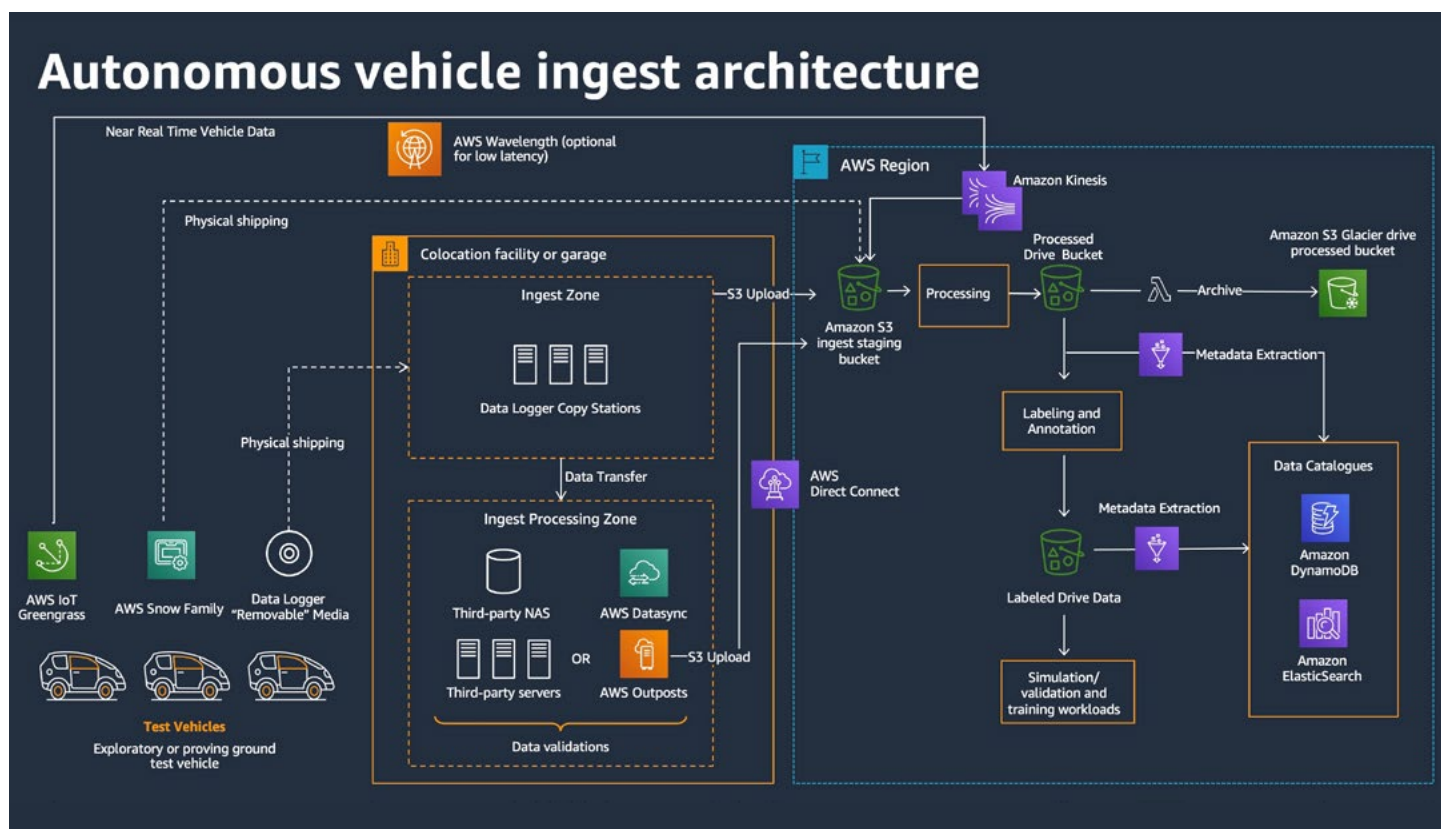 Autonomous vehicle ingest architecture
Near Real Time Vehicle Data
AWS Wavelength (optional
for low latency)
AWS Region
Amazon Kinesis
Physical shipping
Colocation facility or garage
Ingest Zone
Data Logger Copy Stations
S3 Upload
Amazon S3
ingest staging
bucket
Processing
Processed
Drive Bucket
Archive
Amazon S3 Glacier drive
processed bucket
Metadata Extraction
Labeling and
Annotation
Physical shipping
Data Transfer
AWS
Direct Connect
Data Catalogues
Metadata Extraction
Amazon
DynamoDB
Amazon
ElasticSearch
Labeled Drive Data
Simulation/
validation and
training workloads
Ingest Processing Zone
Third-party NAS
AWS Datasync
Third-party servers
OR
AWS Outposts
S3 Upload
Data validations
AWS IoT
Greengrass
AWS Snow Family
Data Logger
“Removable” Media
Test Vehicles
Exploratory or proving ground
test vehicle